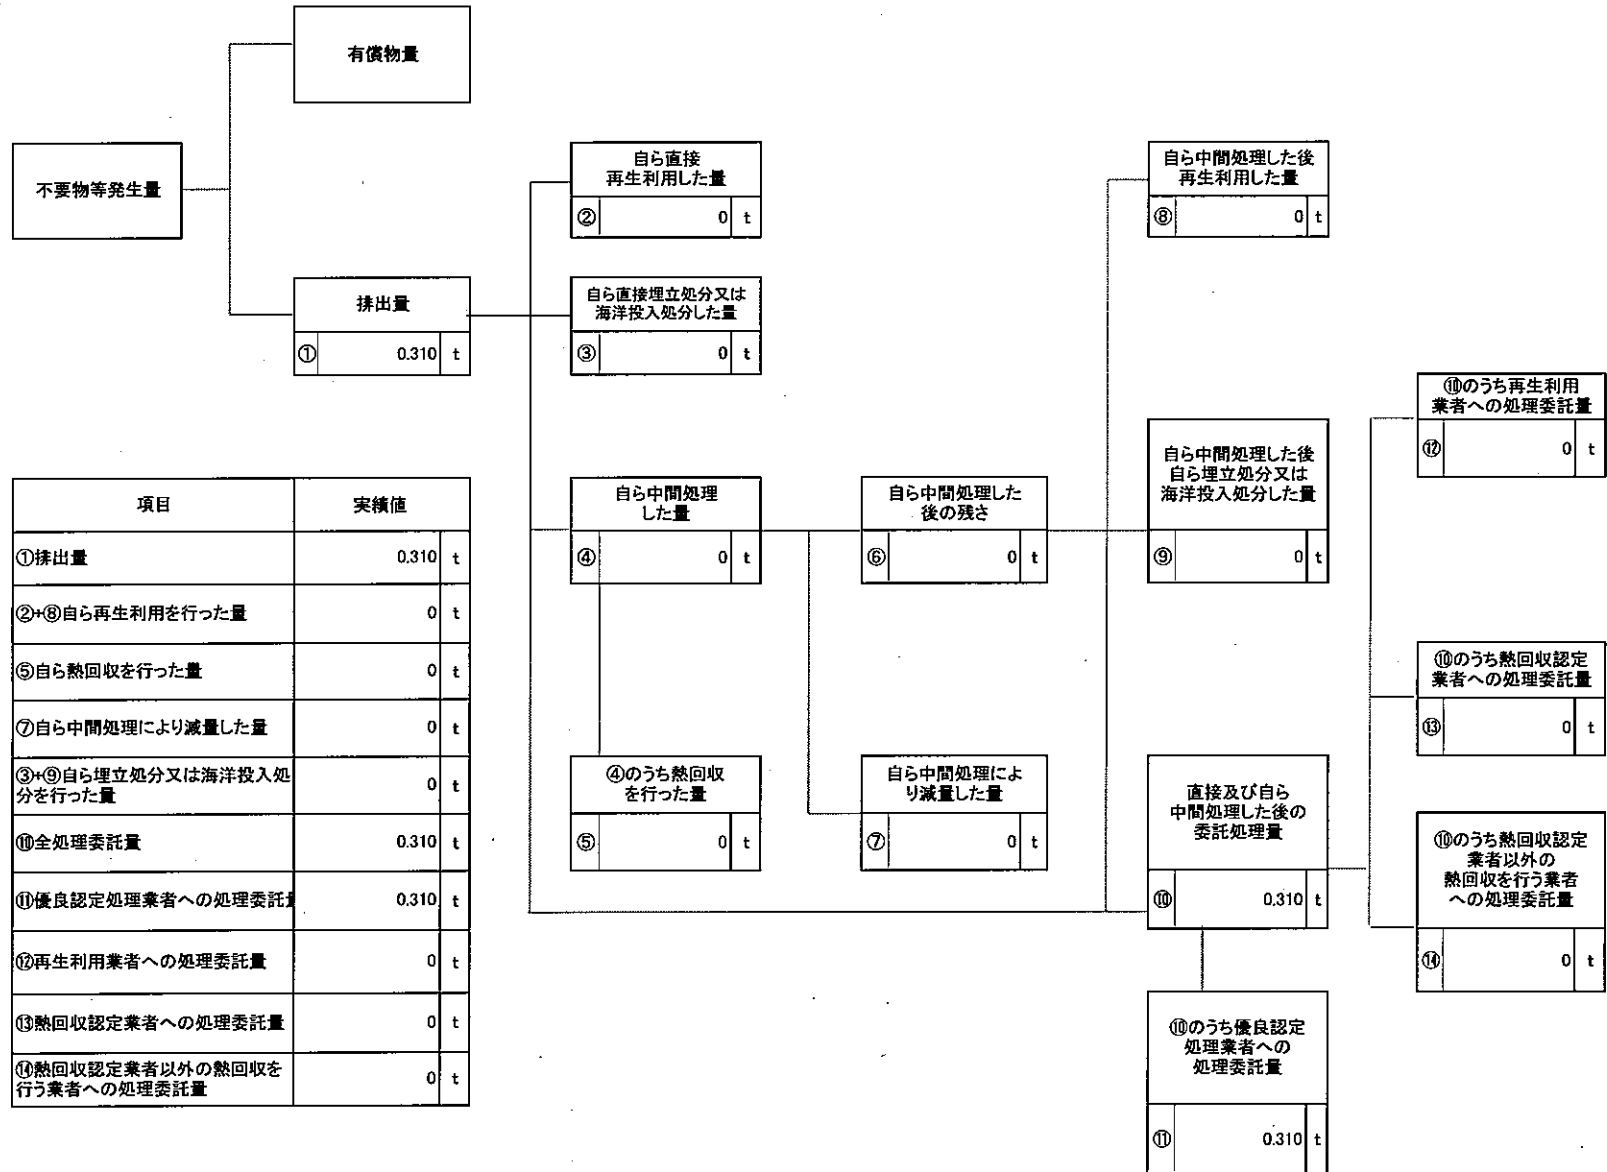 有償物量
不要物等発生量
排出量
① 0.310 t
自ら直接
再生利用した量
② 0 t
自ら直接埋立処分又は
海洋投入処分した量
③ 0 t
自ら中間処理
した量
④ 0 t
④のうち熱回収
を行った量
⑤ 0 t
自ら中間処理した
後の残さ
⑥ 0 t
自ら中間処理によ
り減量した量
⑦ 0 t
自ら中間処理した後
再生利用した量
⑧ 0 t
自ら中間処理した後
自ら埋立処分又は
海洋投入処分した量
⑨ 0 t
直接及び自ら
中間処理した後の
委託処理量
⑩ 0.310 t
⑩のうち優良認定
処理業者への
処理委託量
⑪ 0.310 t
⑩のうち再生利用
業者への処理委託量
⑫ 0 t
⑩のうち熱回収認定
業者への処理委託量
⑬ 0 t
⑩のうち熱回収認定
業者以外の
熱回収を行う業者
への処理委託量
⑭ 0 t
項目 実績値
①排出量 0.310 t
②+⑧自ら再生利用を行った量 0 t
⑤自ら熱回収を行った量 0 t
⑦自ら中間処理により減量した量 0 t
③+⑨自ら埋立処分又は海洋投入処
分を行った量 0 t
⑩全処理委託量 0.310 t
⑪優良認定処理業者への処理委託 0.310 t
⑫再生利用業者への処理委託量 0 t
⑬熱回収認定業者への処理委託量 0 t
⑭熱回収認定業者以外の熱回収を
行う業者への処理委託量 0 t